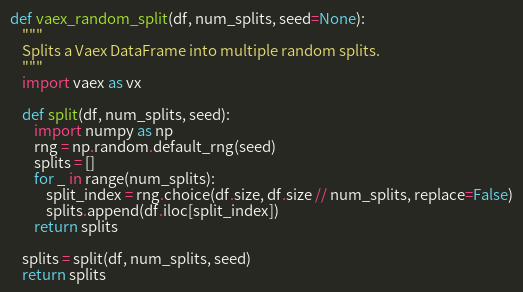 def vaex_random_split(df, num_splits, seed=None):
    """
    Splits a Vaex DataFrame into multiple random splits.
    """
    import vaex as vx

    def split(df, num_splits, seed):
        import numpy as np
        rng = np.random.default_rng(seed)
        splits = []
        for _ in range(num_splits):
            split_index = rng.choice(df.size, df.size // num_splits, replace=False)
            splits.append(df.iloc[split_index])
        return splits

    splits = split(df, num_splits, seed)
    return splits